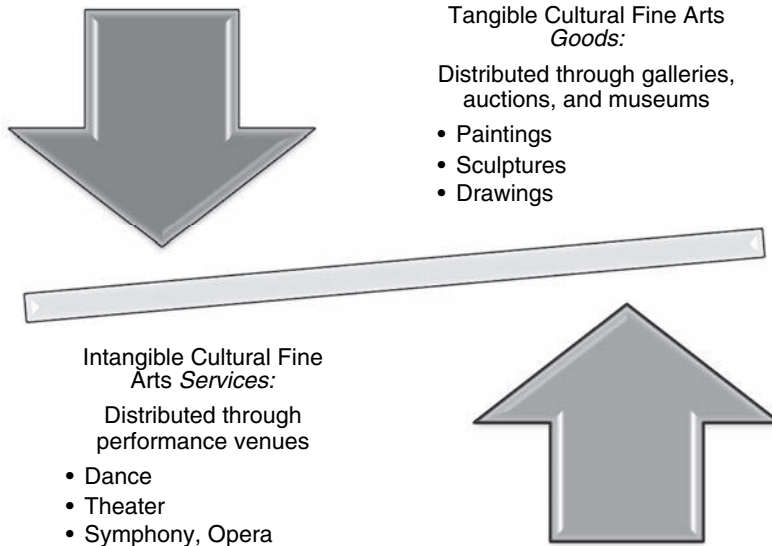 Tangible Cultural Fine Arts
Goods:
Distributed through galleries,
auctions, and museums
• Paintings
• Sculptures
• Drawings
Intangible Cultural Fine
Arts Services:
Distributed through
performance venues
• Dance
• Theater
• Symphony, Opera